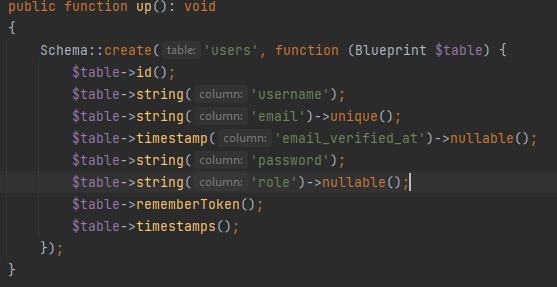 public function up(): void
{
    Schema::create( table: 'users', function (Blueprint $table) {
        $table->id();
        $table->string( column: 'username');
        $table->string( column: 'email')->unique();
        $table->timestamp( column: 'email_verified_at')->nullable();
        $table->string( column: 'password');
        $table->string( column: 'role')->nullable();
        $table->rememberToken();
        $table->timestamps();
    });
}